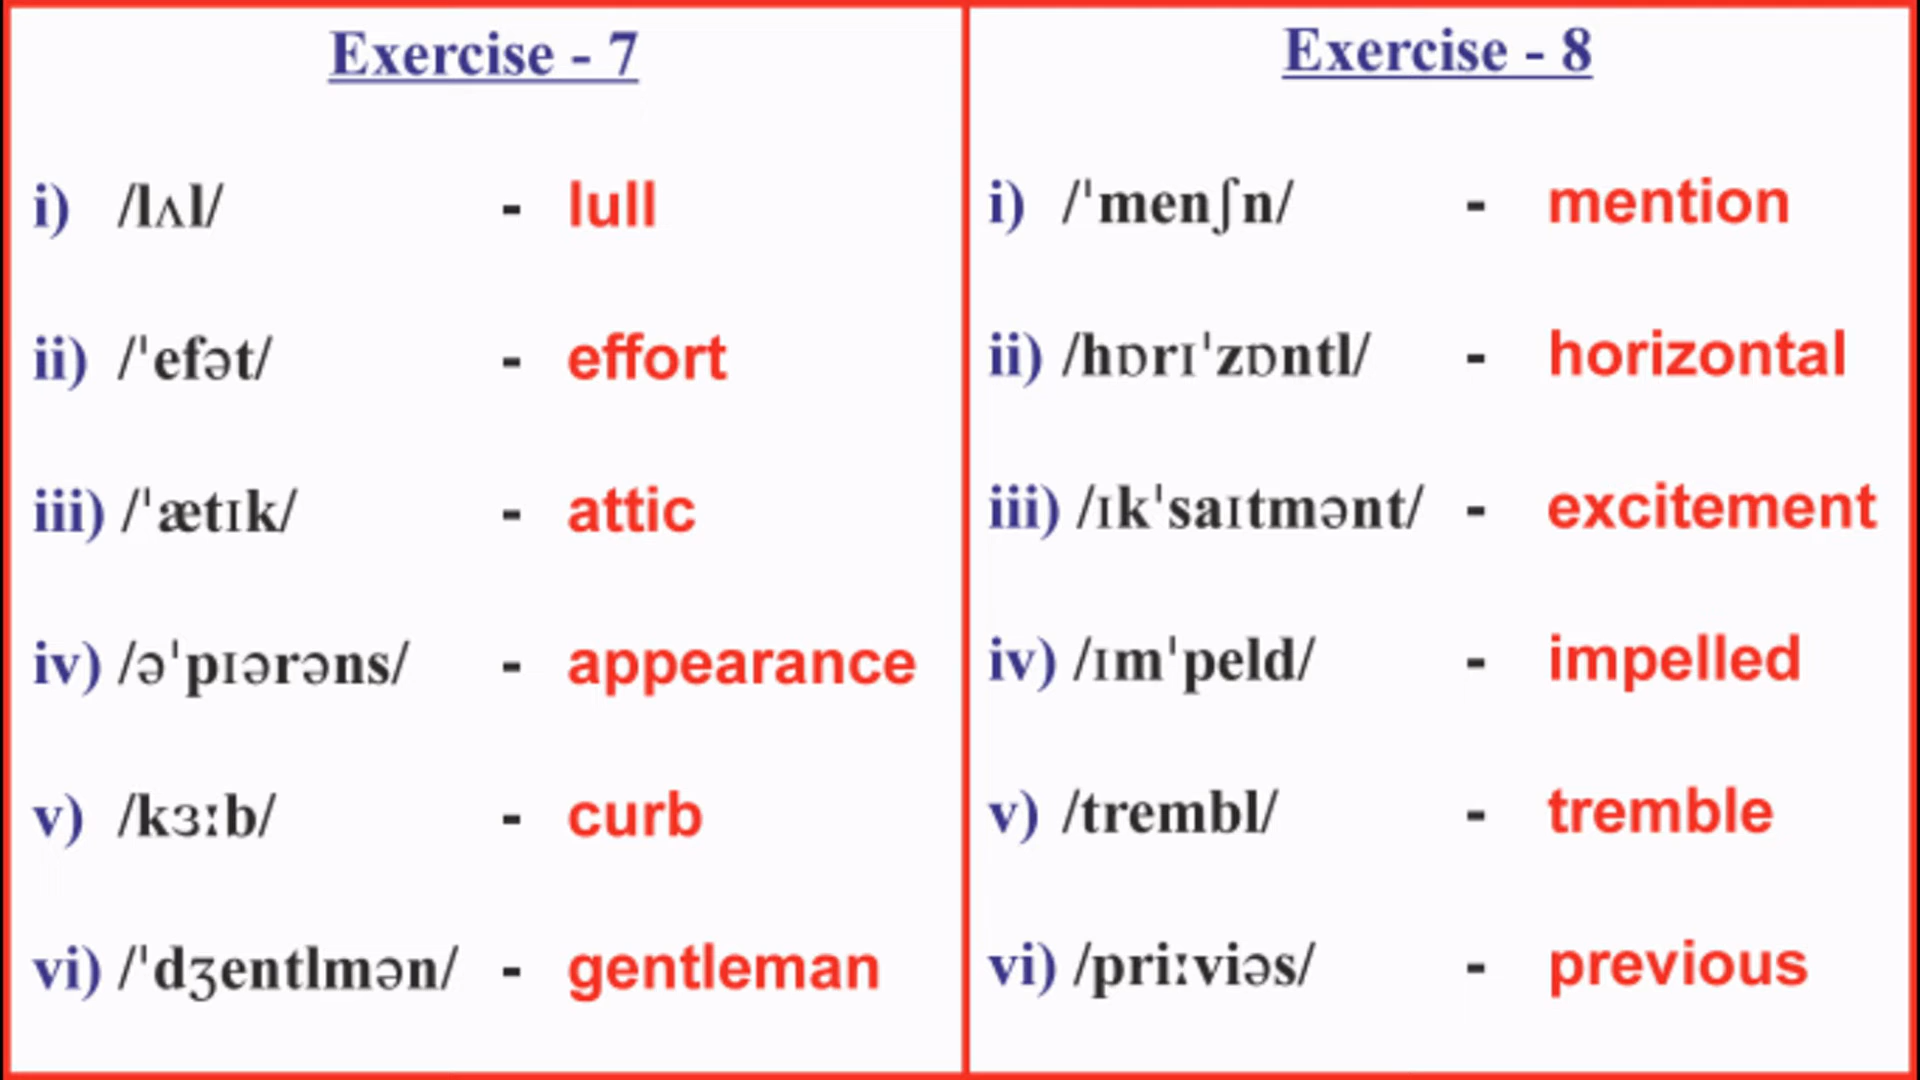 Exercise - 7
i) /lʌl/ - lull
ii) /ˈefət/ - effort
iii) /ˈætɪk/ - attic
iv) /əˈpɪərəns/ - appearance
v) /kɜːb/ - curb
vi) /ˈdʒentlmən/ - gentleman
Exercise - 8
i) /ˈmenʃn/ - mention
ii) /hɒrɪˈzɒntl/ - horizontal
iii) /ɪkˈsaɪtmənt/ - excitement
iv) /ɪmˈpeld/ - impelled
v) /trembl/ - tremble
vi) /priːviəs/ - previous